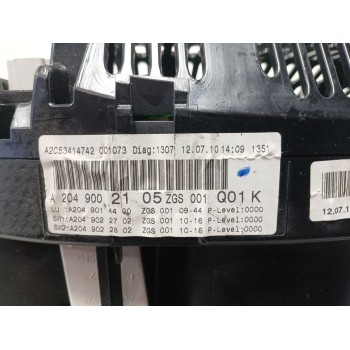 A2C53414742 001073 Diag:1307 12.07.10 14:09 1351
A 204 900 21 05 ZGS 001 Q01 K
LU :A204 901 44 00 ZGS 001 09-44 P-Level:0000
SW1:A204 902 27 02 ZGS 001 10-16 P-Level:0000
SW2:A204 902 28 02 ZGS 001 10-16 P-Level:0000
12.07.